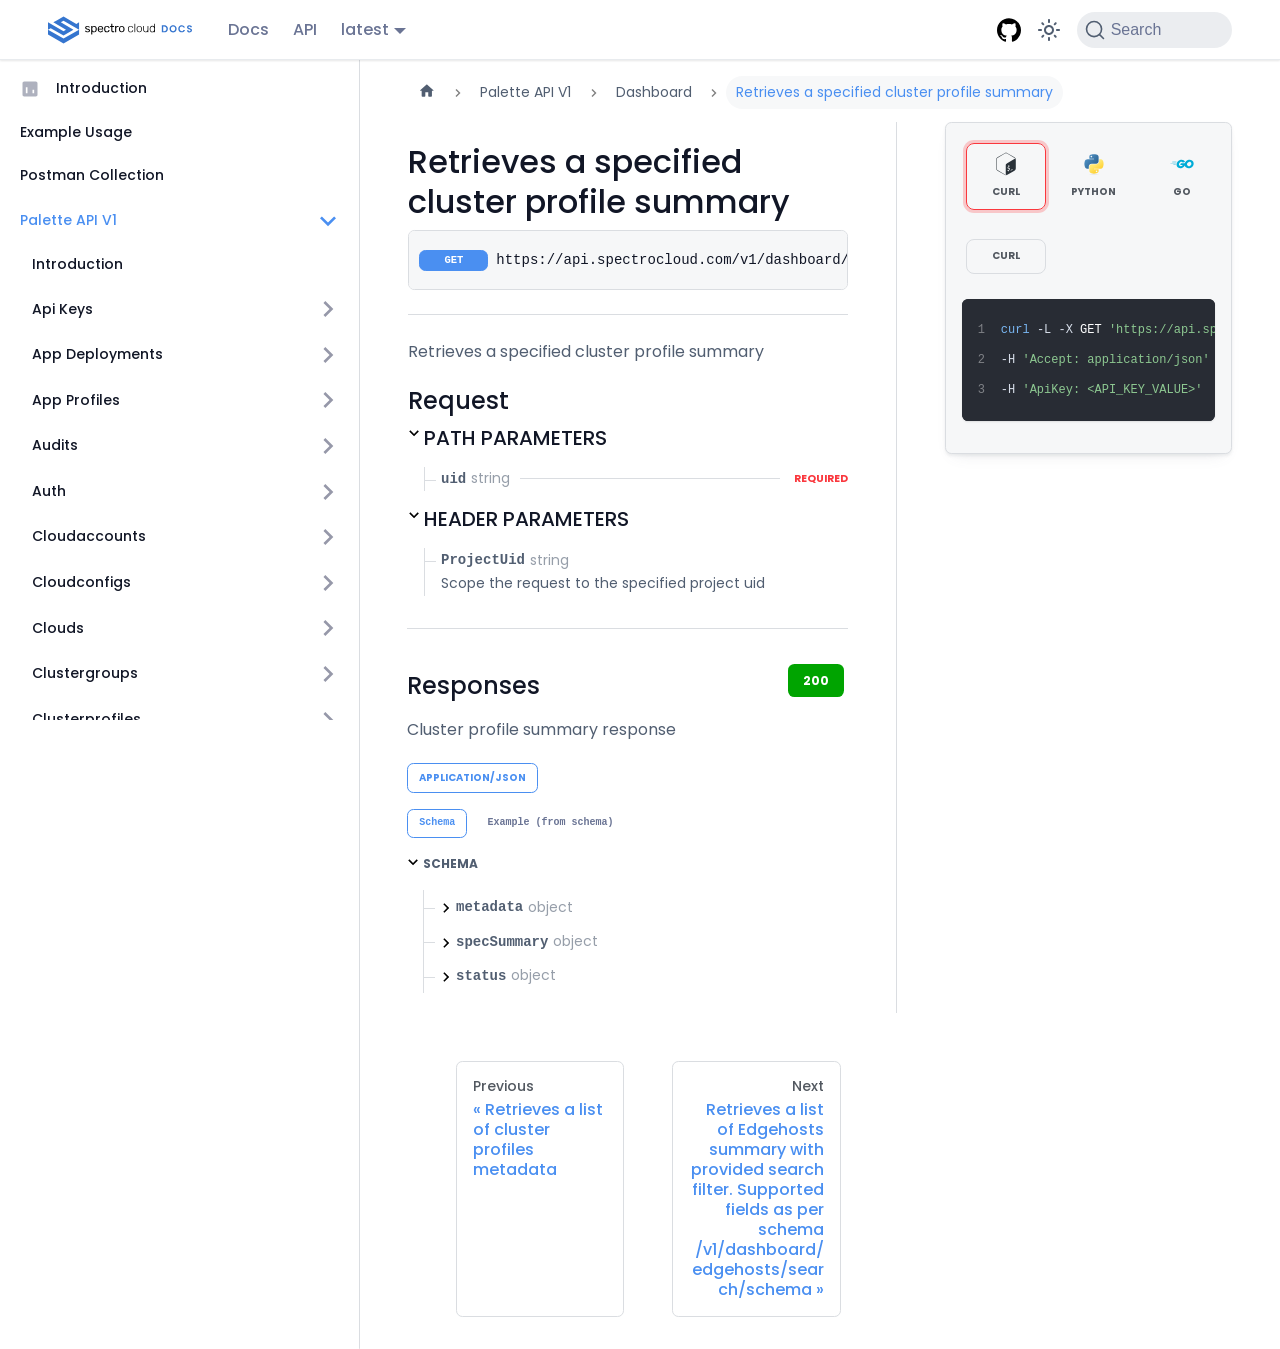 spectro cloud DOCS
Docs
API
latest
Search
Introduction
Example Usage
Postman Collection
Palette API V1
Introduction
Api Keys
App Deployments
App Profiles
Audits
Auth
Cloudaccounts
Cloudconfigs
Clouds
Clustergroups
Clusterprofiles
Palette API V1
Dashboard
Retrieves a specified cluster profile summary
Retrieves a specified
cluster profile summary
GET https://api.spectrocloud.com/v1/dashboard/
Retrieves a specified cluster profile summary
Request
PATH PARAMETERS
uid string REQUIRED
HEADER PARAMETERS
ProjectUid string
Scope the request to the specified project uid
Responses
200
Cluster profile summary response
APPLICATION/JSON
Schema
Example (from schema)
SCHEMA
metadata object
specSummary object
status object
CURL
PYTHON
GO
CURL
1 curl -L -X GET 'https://api.sp
2 -H 'Accept: application/json'
3 -H 'ApiKey: <API_KEY_VALUE>'
Previous
« Retrieves a list
of cluster
profiles
metadata
Next
Retrieves a list
of Edgehosts
summary with
provided search
filter. Supported
fields as per
schema
/v1/dashboard/
edgehosts/sear
ch/schema »